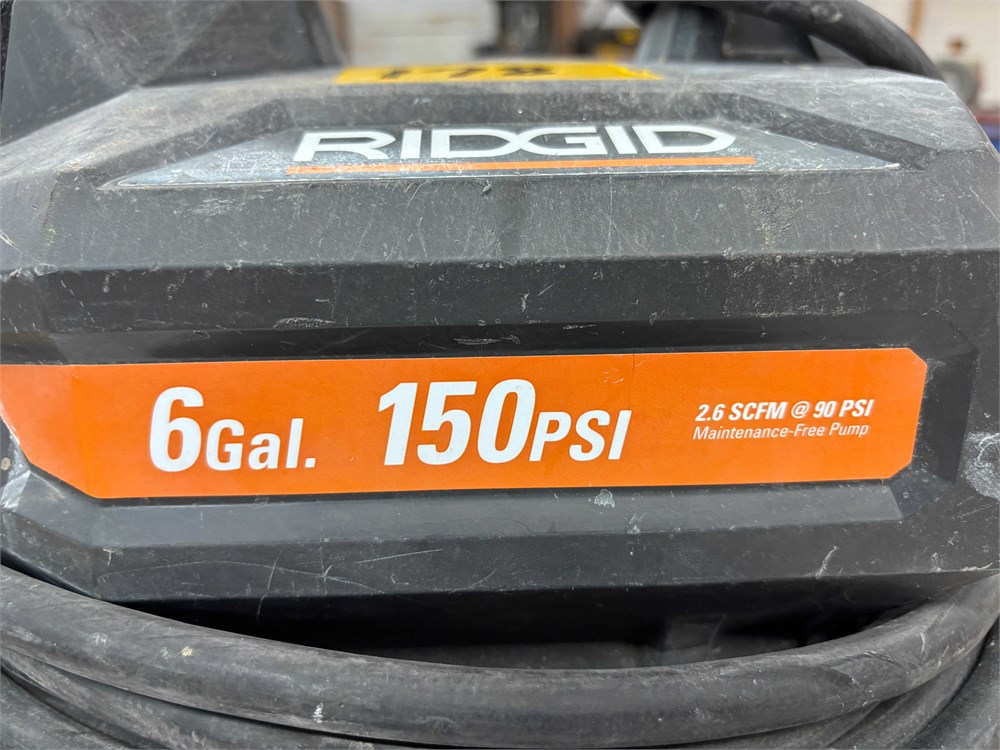 RIDGID
6Gal. 150PSI
2.6 SCFM @ 90 PSI
Maintenance-Free Pump